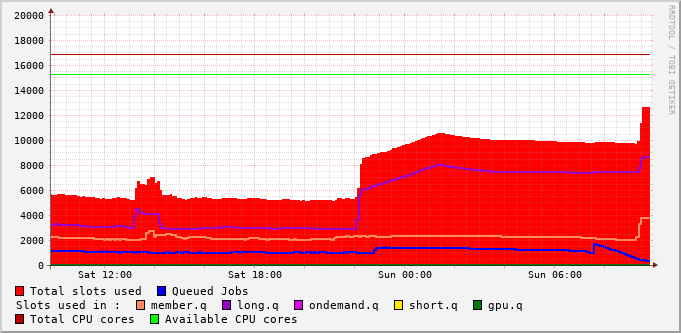 20000
18000
16000
14000
12000
10000
8000
6000
4000
2000
0
Sat 12:00 Sat 18:00 Sun 00:00 Sun 06:00
RRDTOOL / TOBI OETIKER
Total slots used Queued Jobs
Slots used in : member.q long.q ondemand.q short.q gpu.q
Total CPU cores Available CPU cores